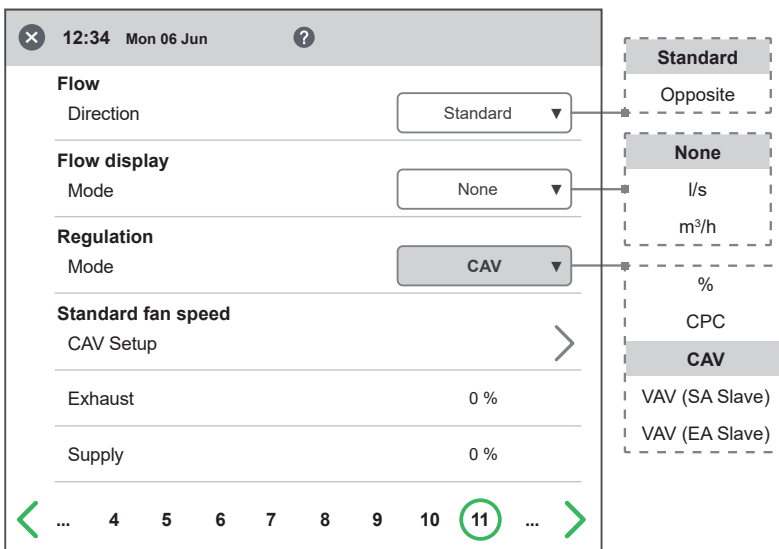 12:34 Mon 06 Jun ?
Flow
Direction Standard ▼
Standard
Opposite
Flow display
Mode None ▼
None
l/s
m³/h
Regulation
Mode CAV ▼
%
CPC
CAV
VAV (SA Slave)
VAV (EA Slave)
Standard fan speed
CAV Setup
Exhaust 0 %
Supply 0 %
... 4 5 6 7 8 9 10 11 ...